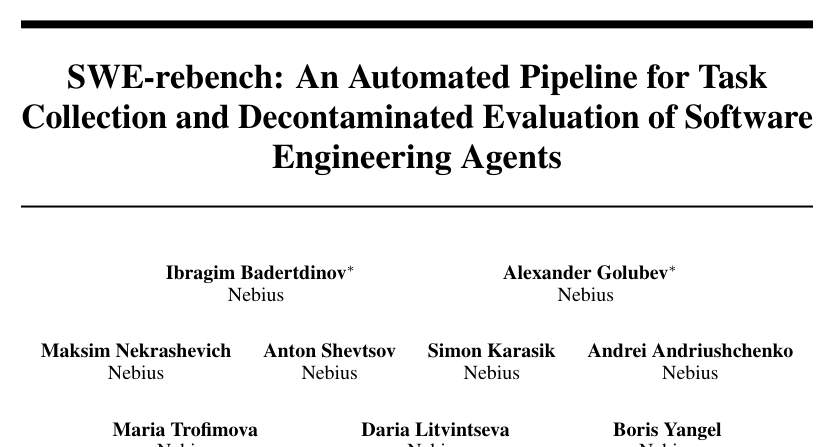 SWE-rebench: An Automated Pipeline for Task
Collection and Decontaminated Evaluation of Software
Engineering Agents
Ibragim Badertdinov* Alexander Golubev*
Nebius Nebius
Maksim Nekrashevich Anton Shevtsov Simon Karasik Andrei Andriushchenko
Nebius Nebius Nebius Nebius
Maria Trofimova Daria Litvintseva Boris Yangel